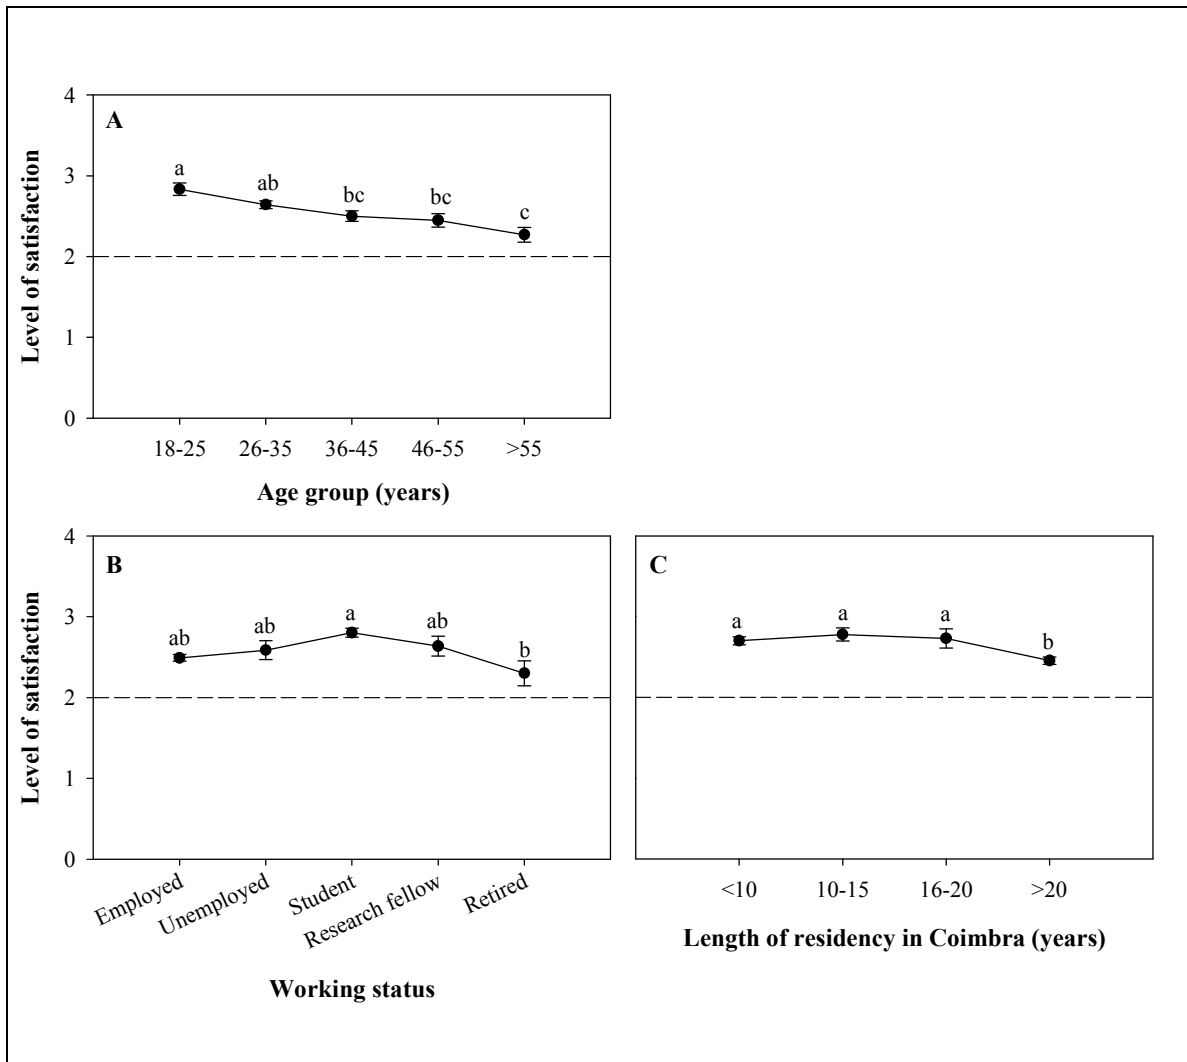 4
A
a
3
ab
bc
bc
c
2
1
0
Level of satisfaction
18-25 26-35 36-45 46-55 >55
Age group (years)
4
B
3
ab
ab
a
ab
b
2
1
0
Level of satisfaction
Employed
Unemployed
Student
Research fellow
Retired
Working status
C
a
a
a
b
<10 10-15 16-20 >20
Length of residency in Coimbra (years)